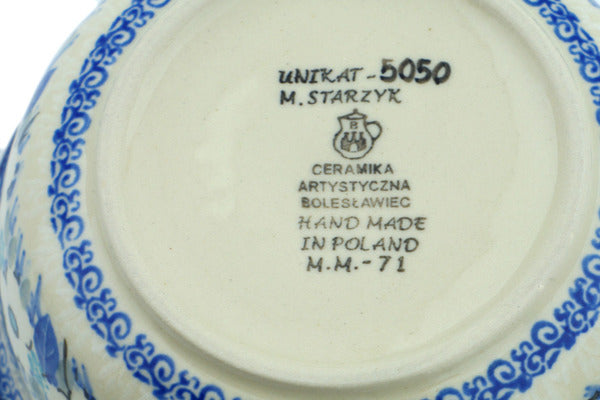 UNIKAT-5050
M. STARZYK
B
CERAMIKA
ARTYSTYCZNA
BOLESŁAWIEC
HAND MADE
IN POLAND
M.M.-71